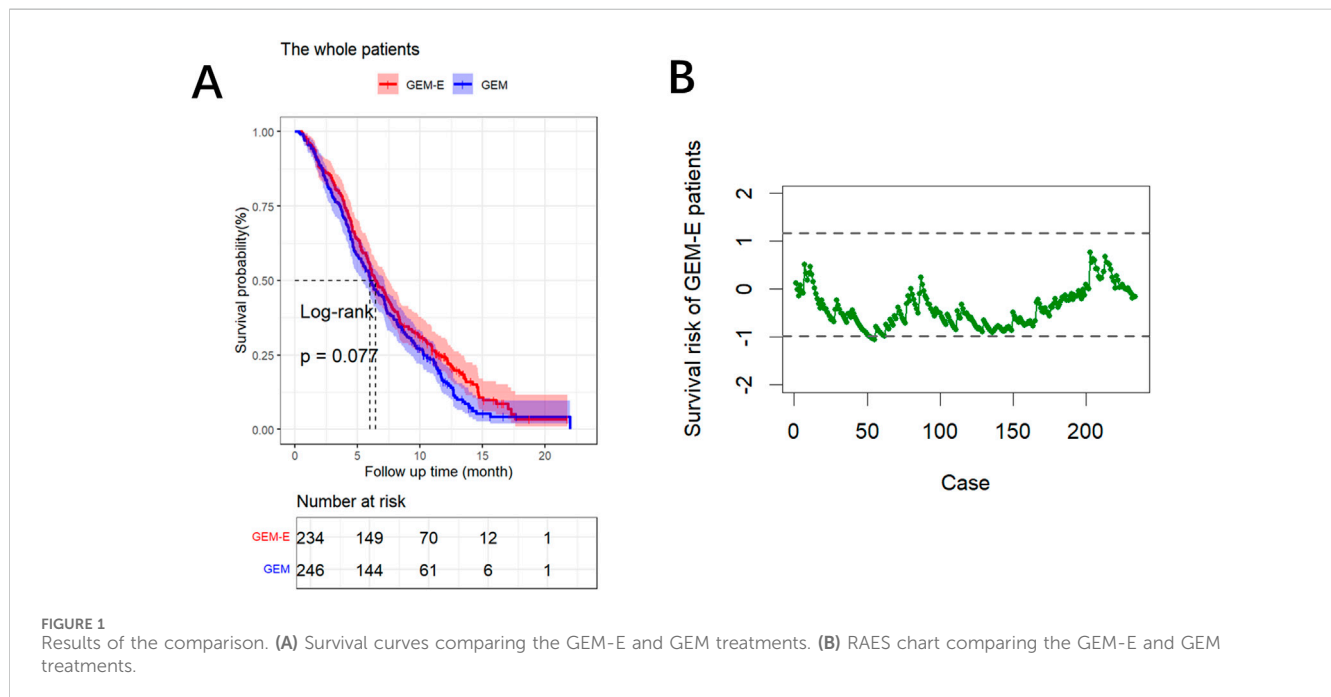 The whole patients
A
GEM-E GEM
1.00
0.75
0.50
0.25
0.00
Survival probability(%)
Log-rank
p = 0.077
0 5 10 15 20
Follow up time (month)
Number at risk
GEM-E 234 149 70 12 1
GEM 246 144 61 6 1
B
Survival risk of GEM-E patients
2
1
0
-1
-2
0 50 100 150 200
Case
FIGURE 1
Results of the comparison. (A) Survival curves comparing the GEM-E and GEM treatments. (B) RAES chart comparing the GEM-E and GEM
treatments.